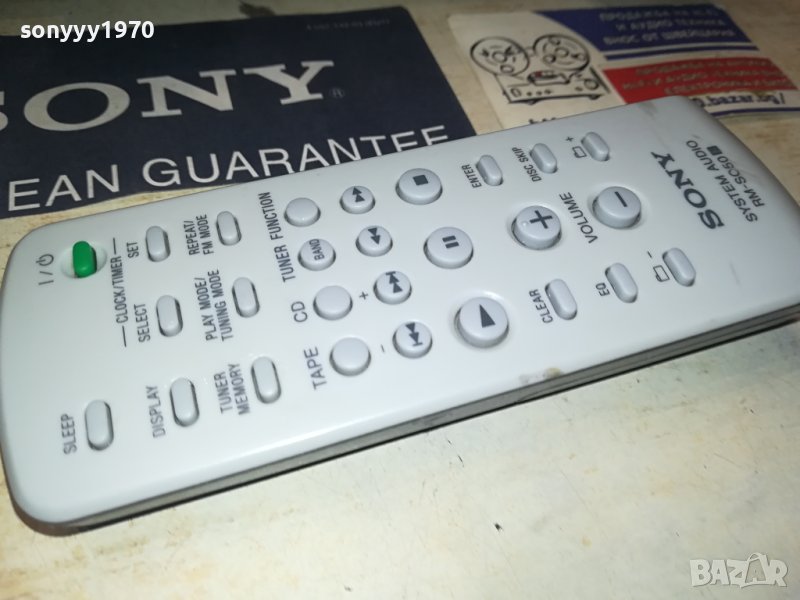 sonyyy1970
SONY®
EAN GUARANTEE
I / ⏻
CLOCK/TIMER
SELECT
SET
SLEEP
DISPLAY
TUNER
MEMORY
PLAY MODE/
TUNING MODE
REPEAT/
FM MODE
TAPE
CD
TUNER
BAND
FUNCTION
+
-
ENTER
DISC SKIP
+
VOLUME
+
−
CLEAR
EQ
-
SONY
SYSTEM AUDIO
RM-SC50
BAZAR